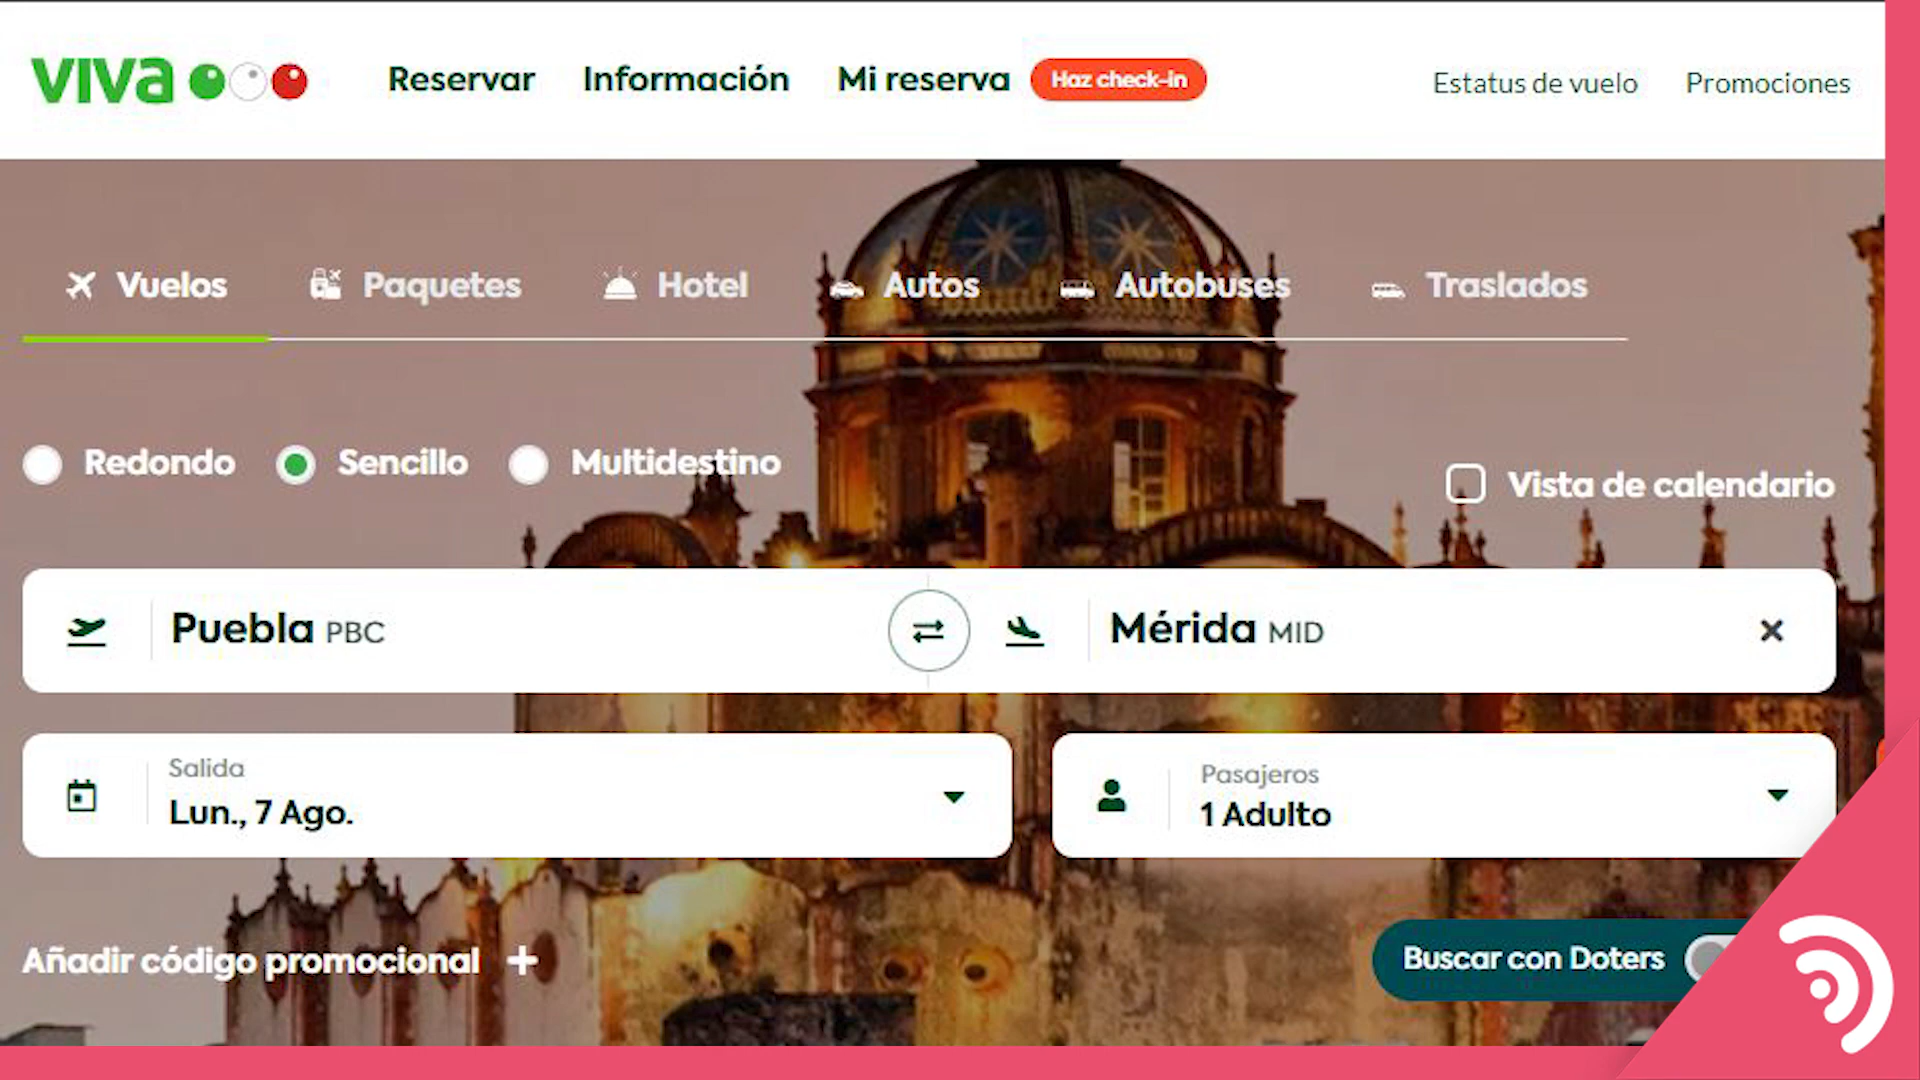 viva
Reservar Información Mi reserva Haz check-in Estatus de vuelo Promociones
Vuelos Paquetes Hotel Autos Autobuses Traslados
Redondo Sencillo Multidestino
Vista de calendario
Puebla PBC Mérida MID
Salida
Lun., 7 Ago.
Pasajeros
1 Adulto
Añadir código promocional +
Buscar con Doters